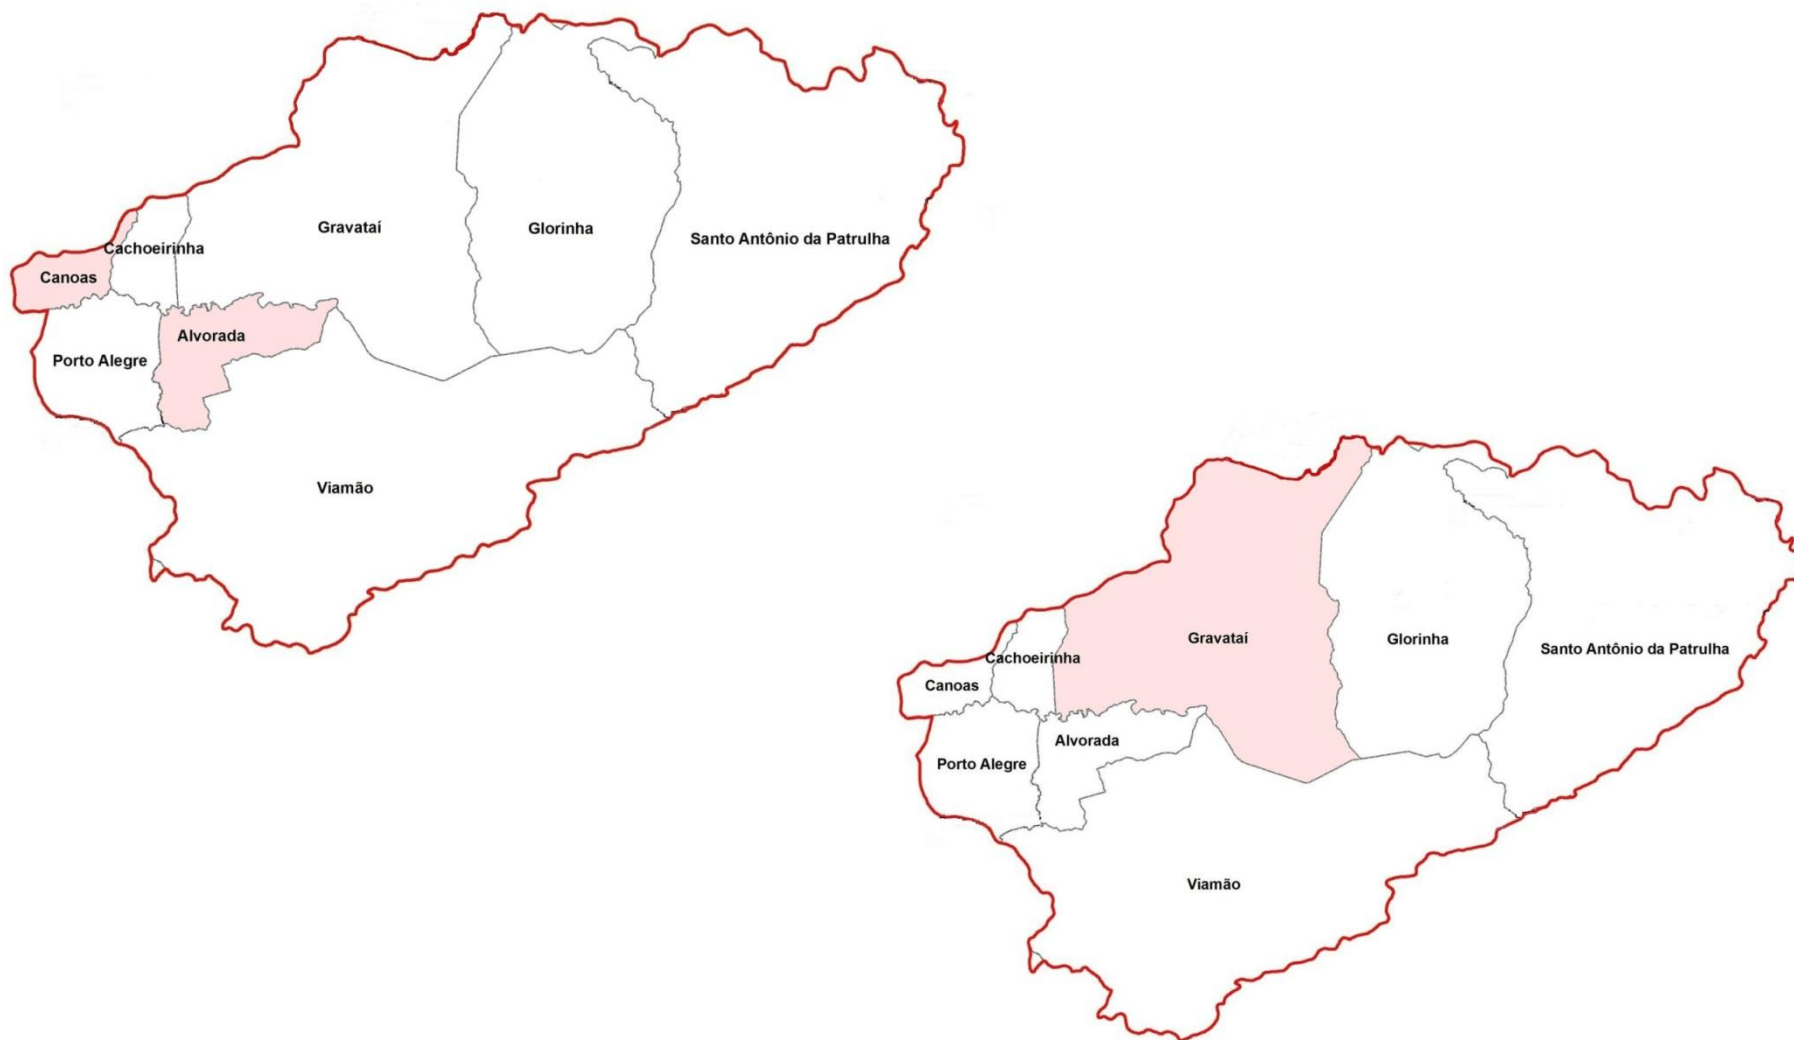 Gravataí
Glorinha
Santo Antônio da Patrulha
Cachoeirinha
Canoas
Alvorada
Porto Alegre
Viamão
Gravataí
Glorinha
Santo Antônio da Patrulha
Cachoeirinha
Canoas
Alvorada
Porto Alegre
Viamão